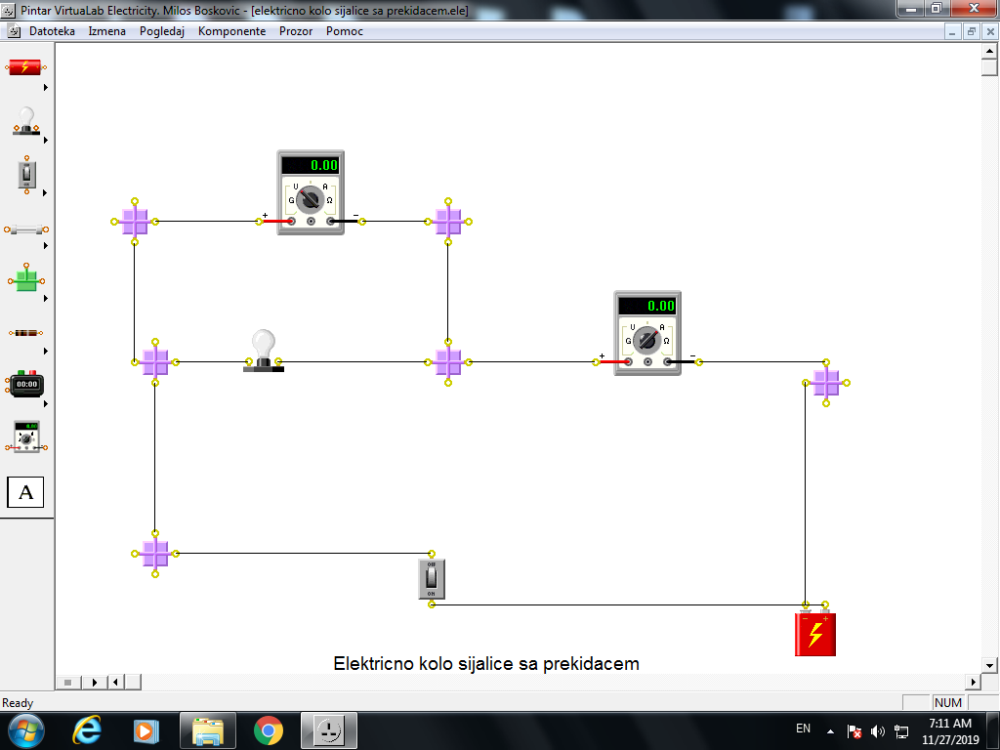 Pintar VirtuaLab Electricity. Milos Boskovic - [elektricno kolo sijalice sa prekidacem.ele]
Datoteka Izmena Pogledaj Komponente Prozor Pomoc
00:00
A
0.00
U A
G Ω
+ −
0.00
U A
G Ω
+ −
OFF
ON
− +
Elektricno kolo sijalice sa prekidacem
Ready
NUM
EN
7:11 AM
11/27/2019